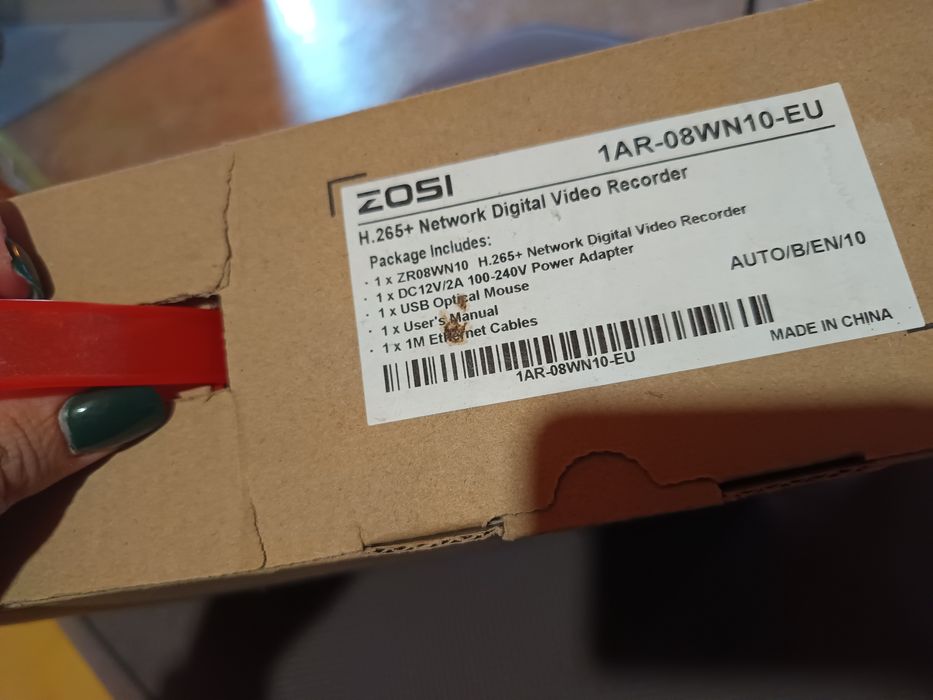 ZOSI
1AR-08WN10-EU
H.265+ Network Digital Video Recorder
Package Includes:
· 1 x ZR08WN10 H.265+ Network Digital Video Recorder
· 1 x DC12V/2A 100-240V Power Adapter
· 1 x USB Optical Mouse
· 1 x User's Manual
· 1 x 1M Ethernet Cables
AUTO/B/EN/10
1AR-08WN10-EU
MADE IN CHINA